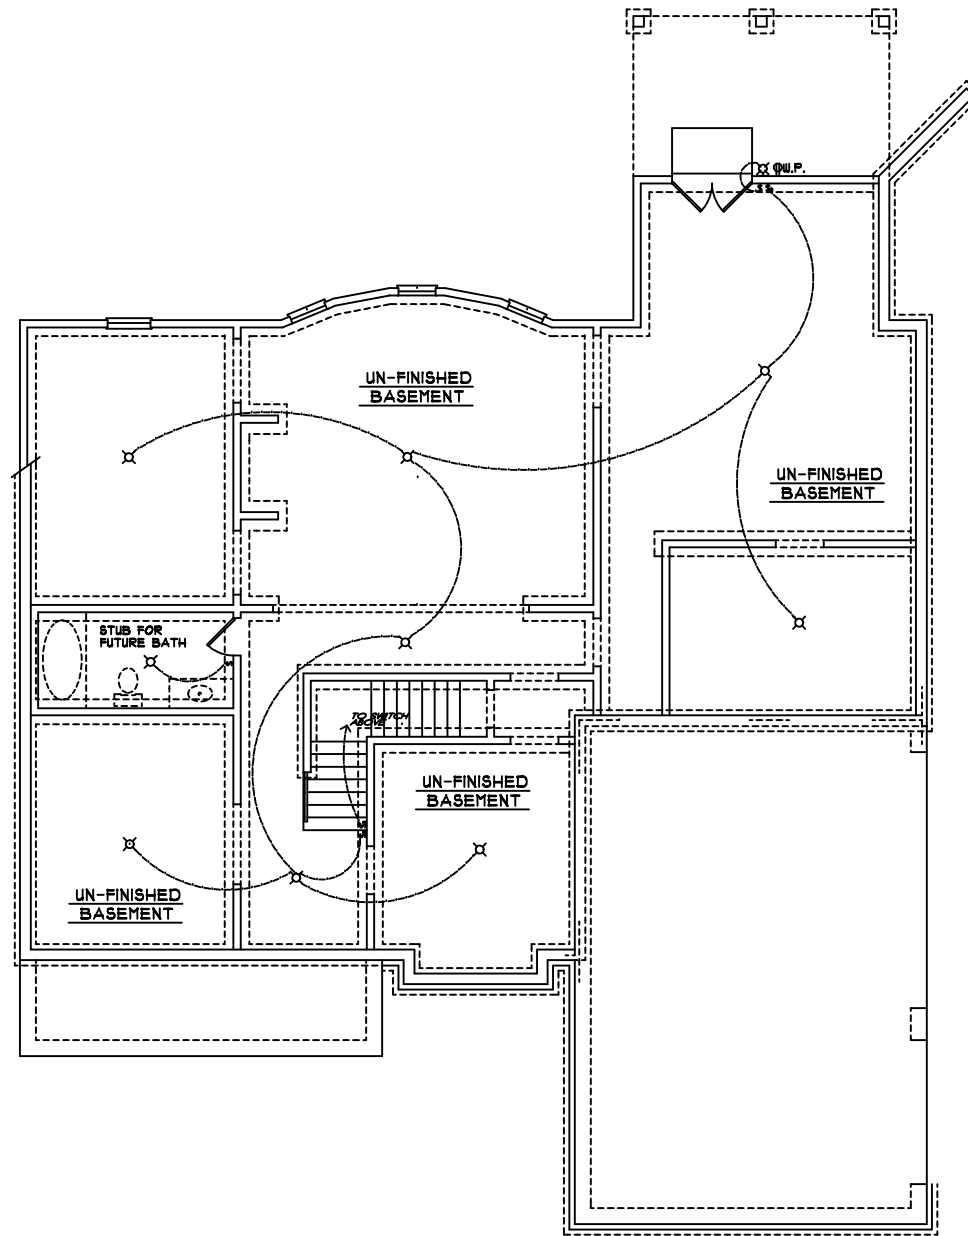 ΦW.P.
S S
UN-FINISHED
BASEMENT
UN-FINISHED
BASEMENT
STUB FOR
FUTURE BATH
S
TO SWITCH
ABOVE
UN-FINISHED
BASEMENT
UN-FINISHED
BASEMENT